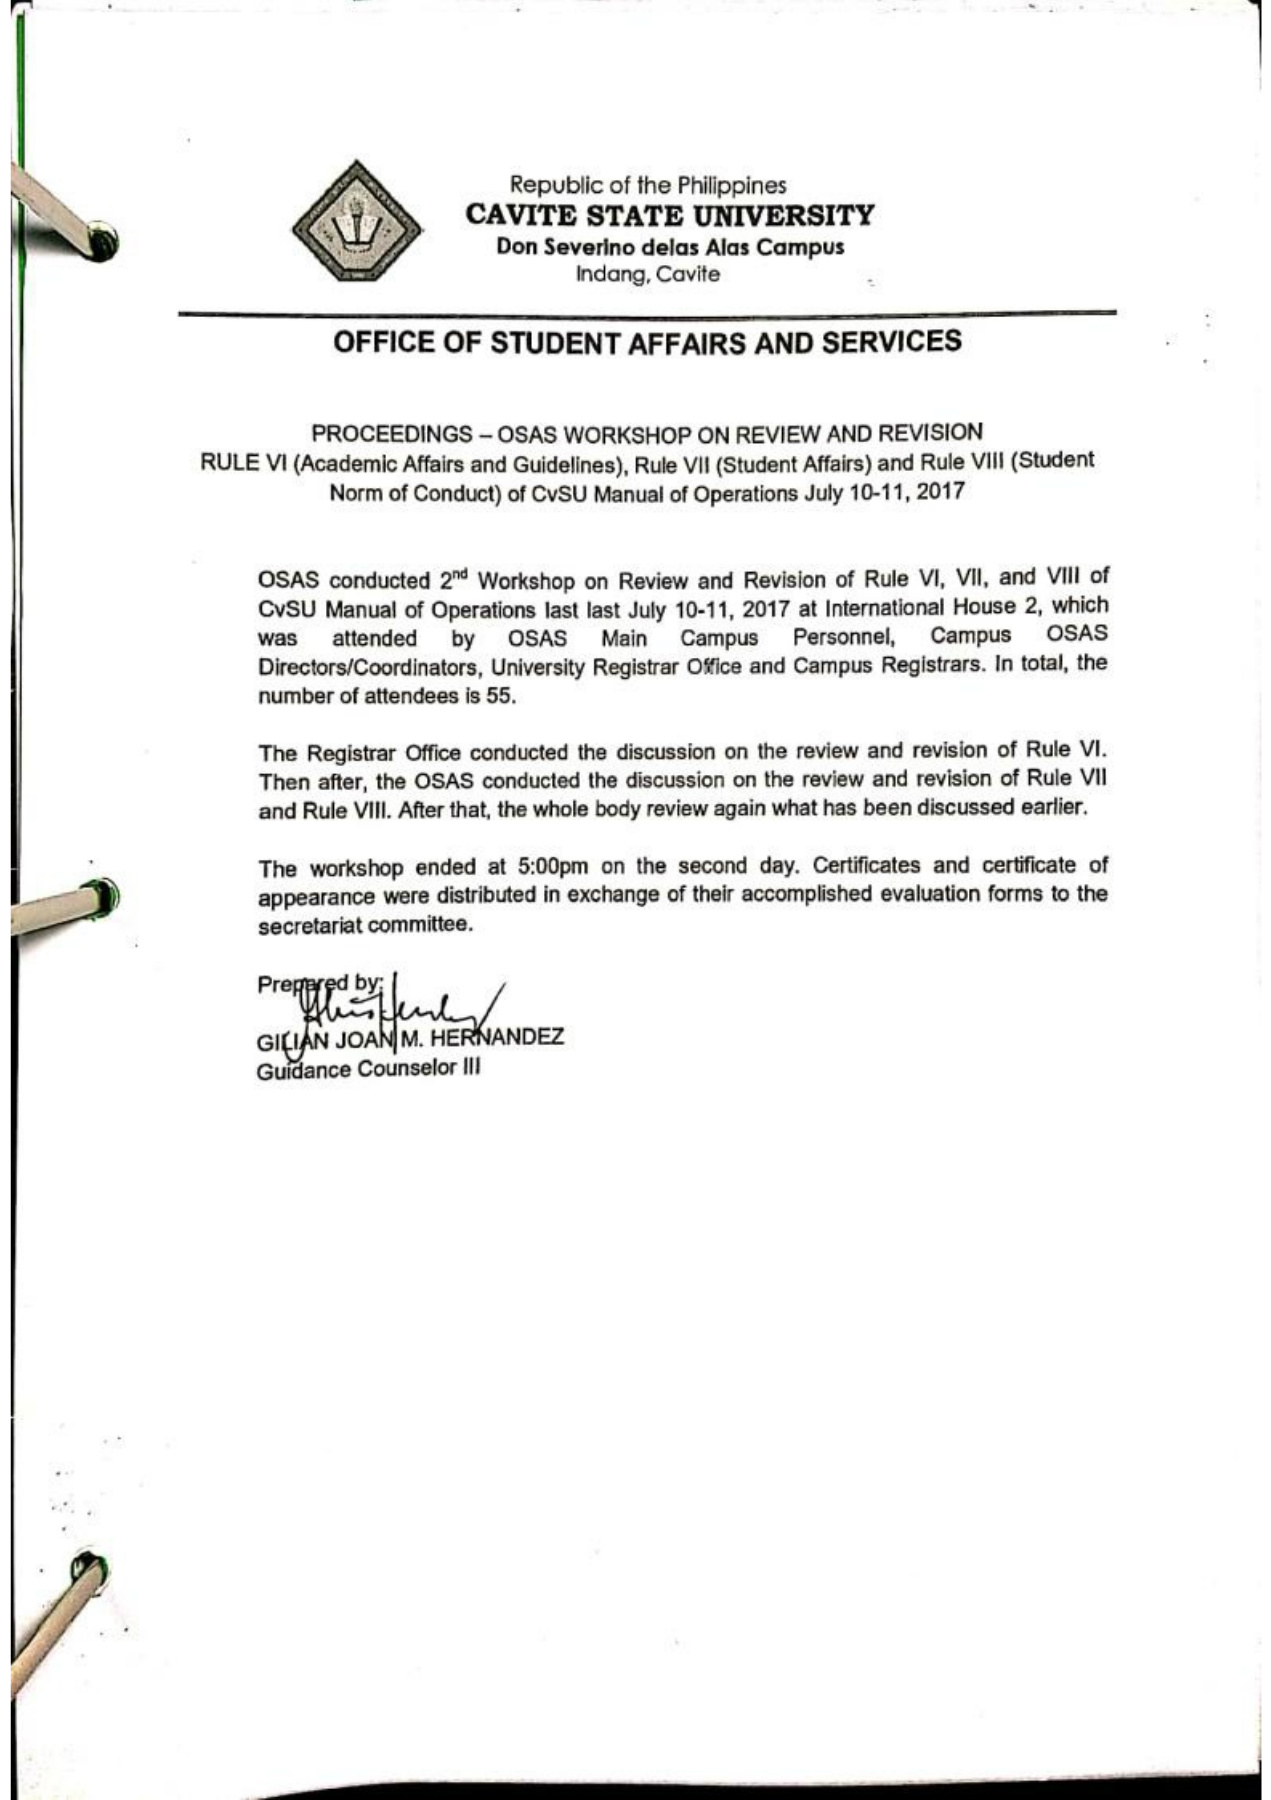 Republic of the Philippines
CAVITE STATE UNIVERSITY
Don Severino delas Alas Campus
Indang, Cavite
OFFICE OF STUDENT AFFAIRS AND SERVICES
PROCEEDINGS – OSAS WORKSHOP ON REVIEW AND REVISION
RULE VI (Academic Affairs and Guidelines), Rule VII (Student Affairs) and Rule VIII (Student
Norm of Conduct) of CvSU Manual of Operations July 10-11, 2017
OSAS conducted 2nd Workshop on Review and Revision of Rule VI, VII, and VIII of
CvSU Manual of Operations last last July 10-11, 2017 at International House 2, which
was attended by OSAS Main Campus Personnel, Campus OSAS
Directors/Coordinators, University Registrar Office and Campus Registrars. In total, the
number of attendees is 55.
The Registrar Office conducted the discussion on the review and revision of Rule VI.
Then after, the OSAS conducted the discussion on the review and revision of Rule VII
and Rule VIII. After that, the whole body review again what has been discussed earlier.
The workshop ended at 5:00pm on the second day. Certificates and certificate of
appearance were distributed in exchange of their accomplished evaluation forms to the
secretariat committee.
Prepared by:
GILIAN JOAN M. HERNANDEZ
Guidance Counselor III